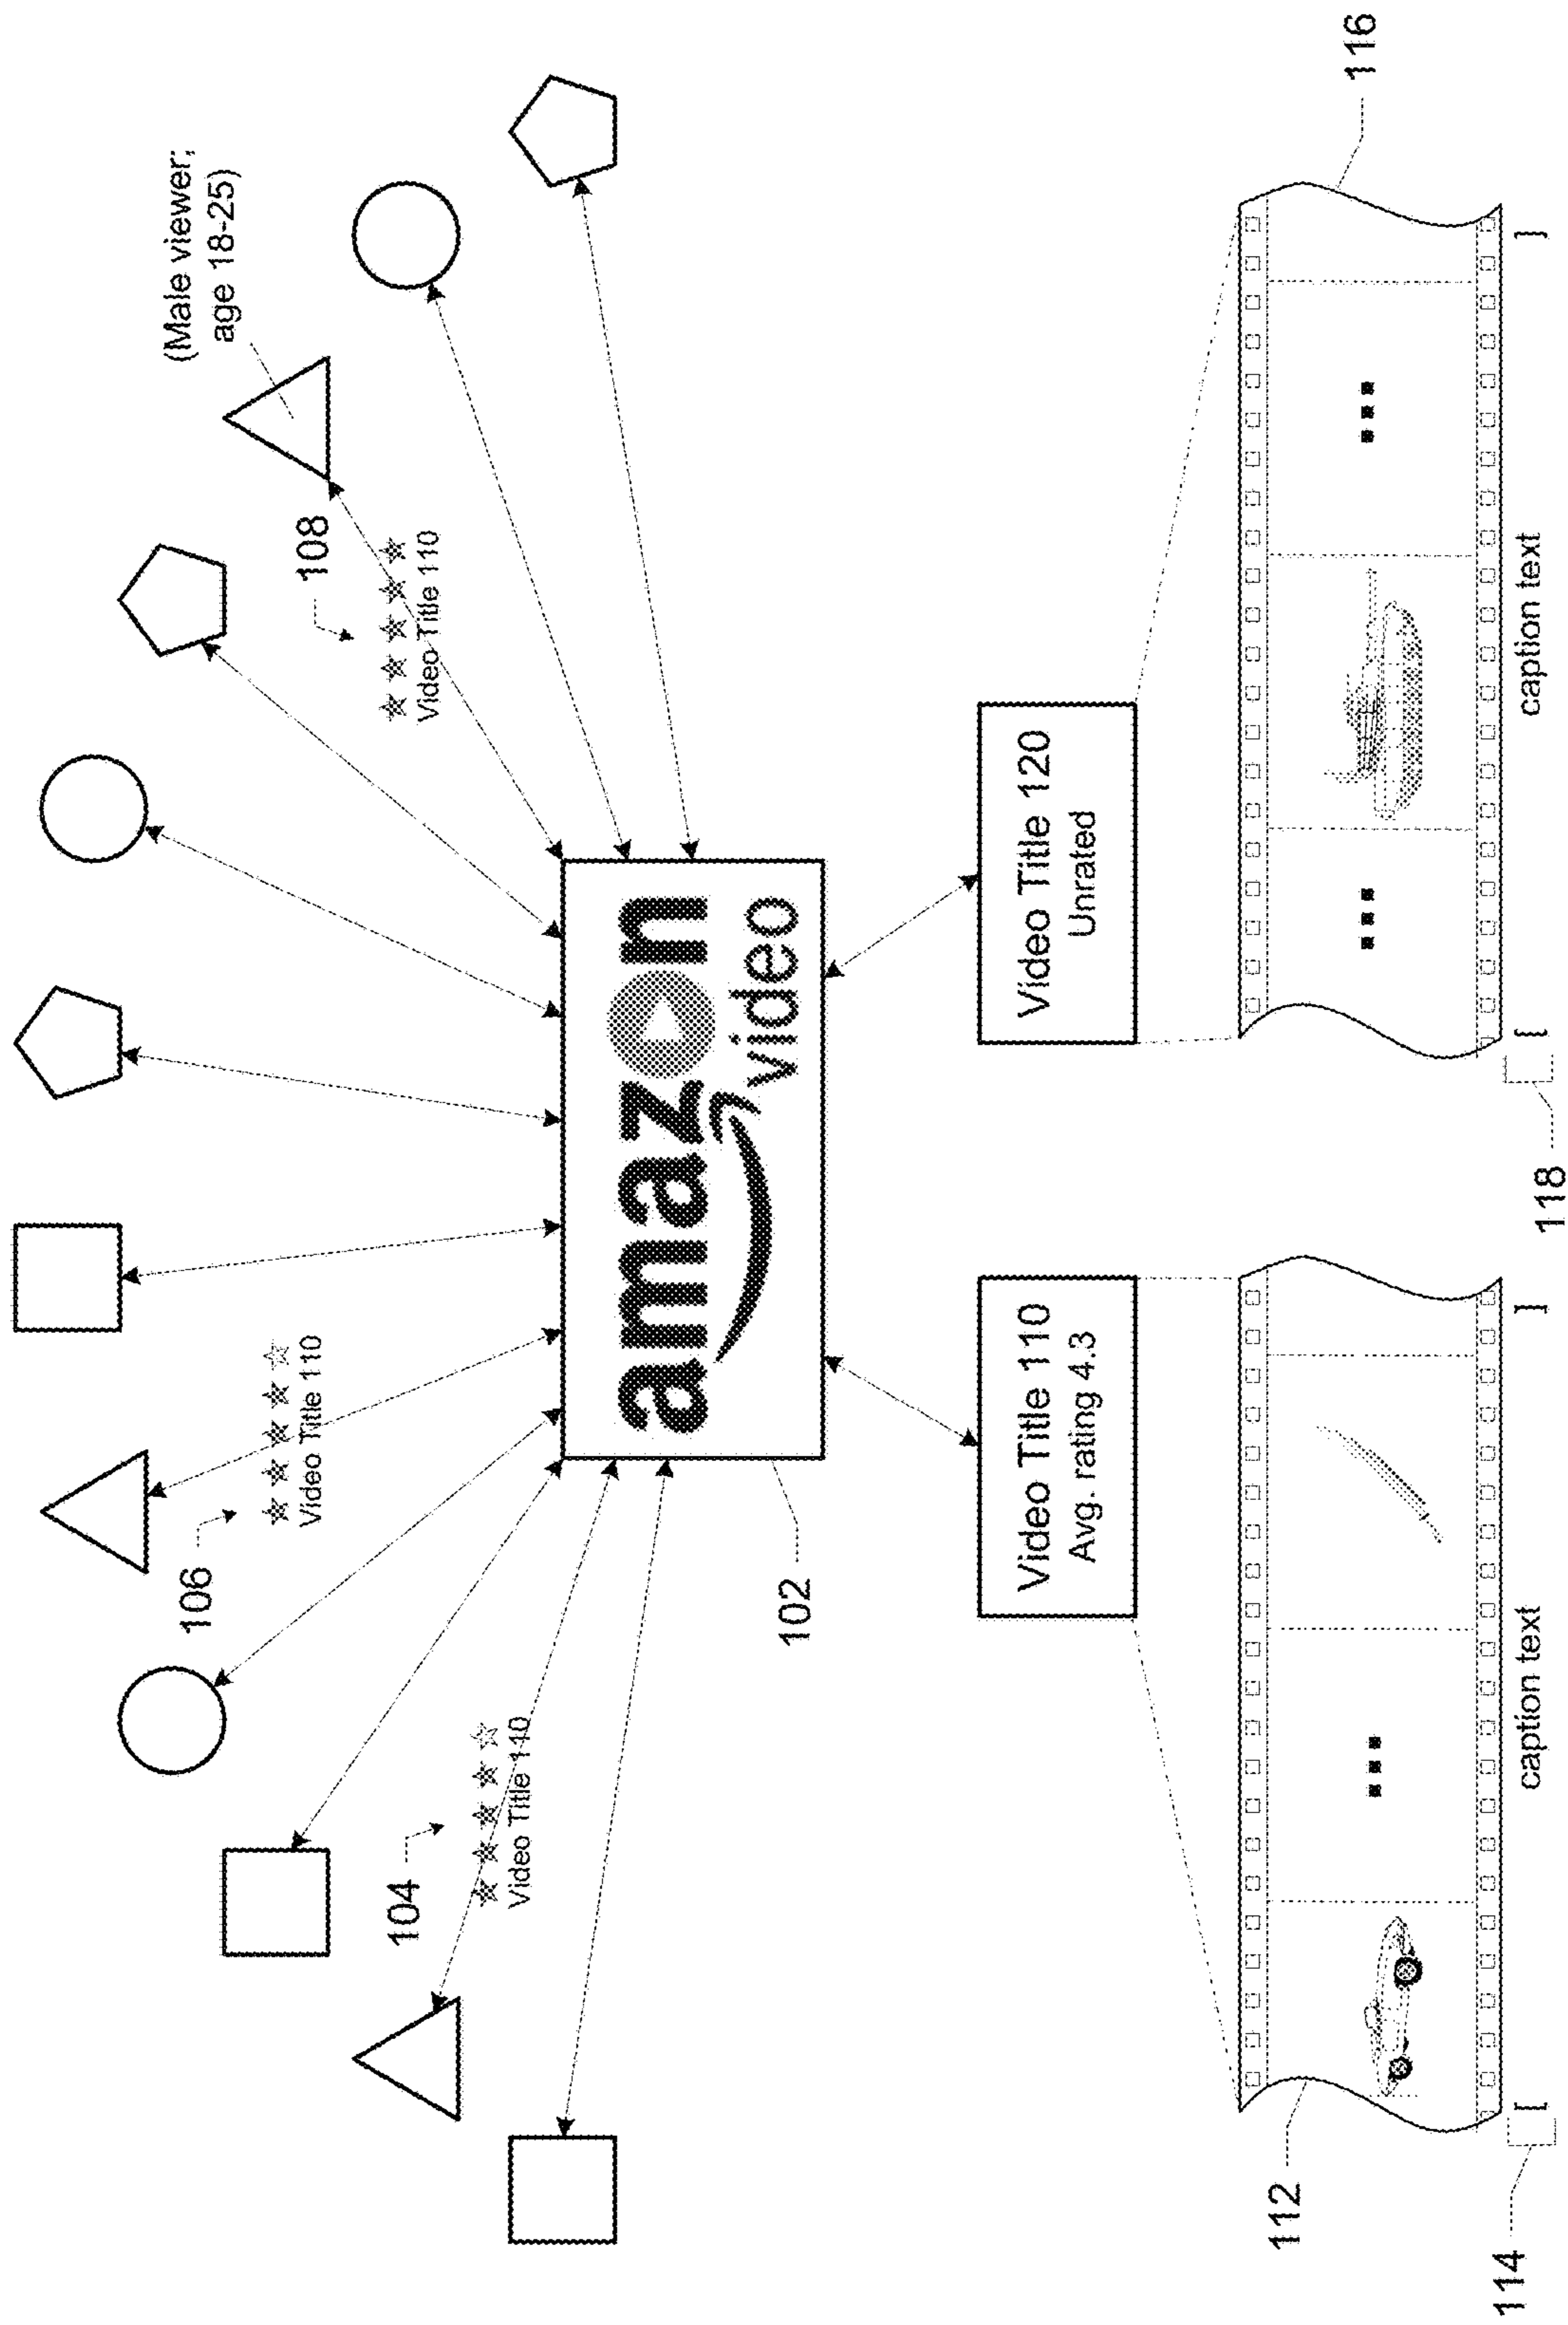 (Male viewer;
age 18-25)
106
Video Title 110
108
Video Title 110
104
Video Title 110
amazon
video
102
Video Title 110
Avg. rating 4.3
Video Title 120
Unrated
112
116
[ caption text ]
[ caption text ]
114
118